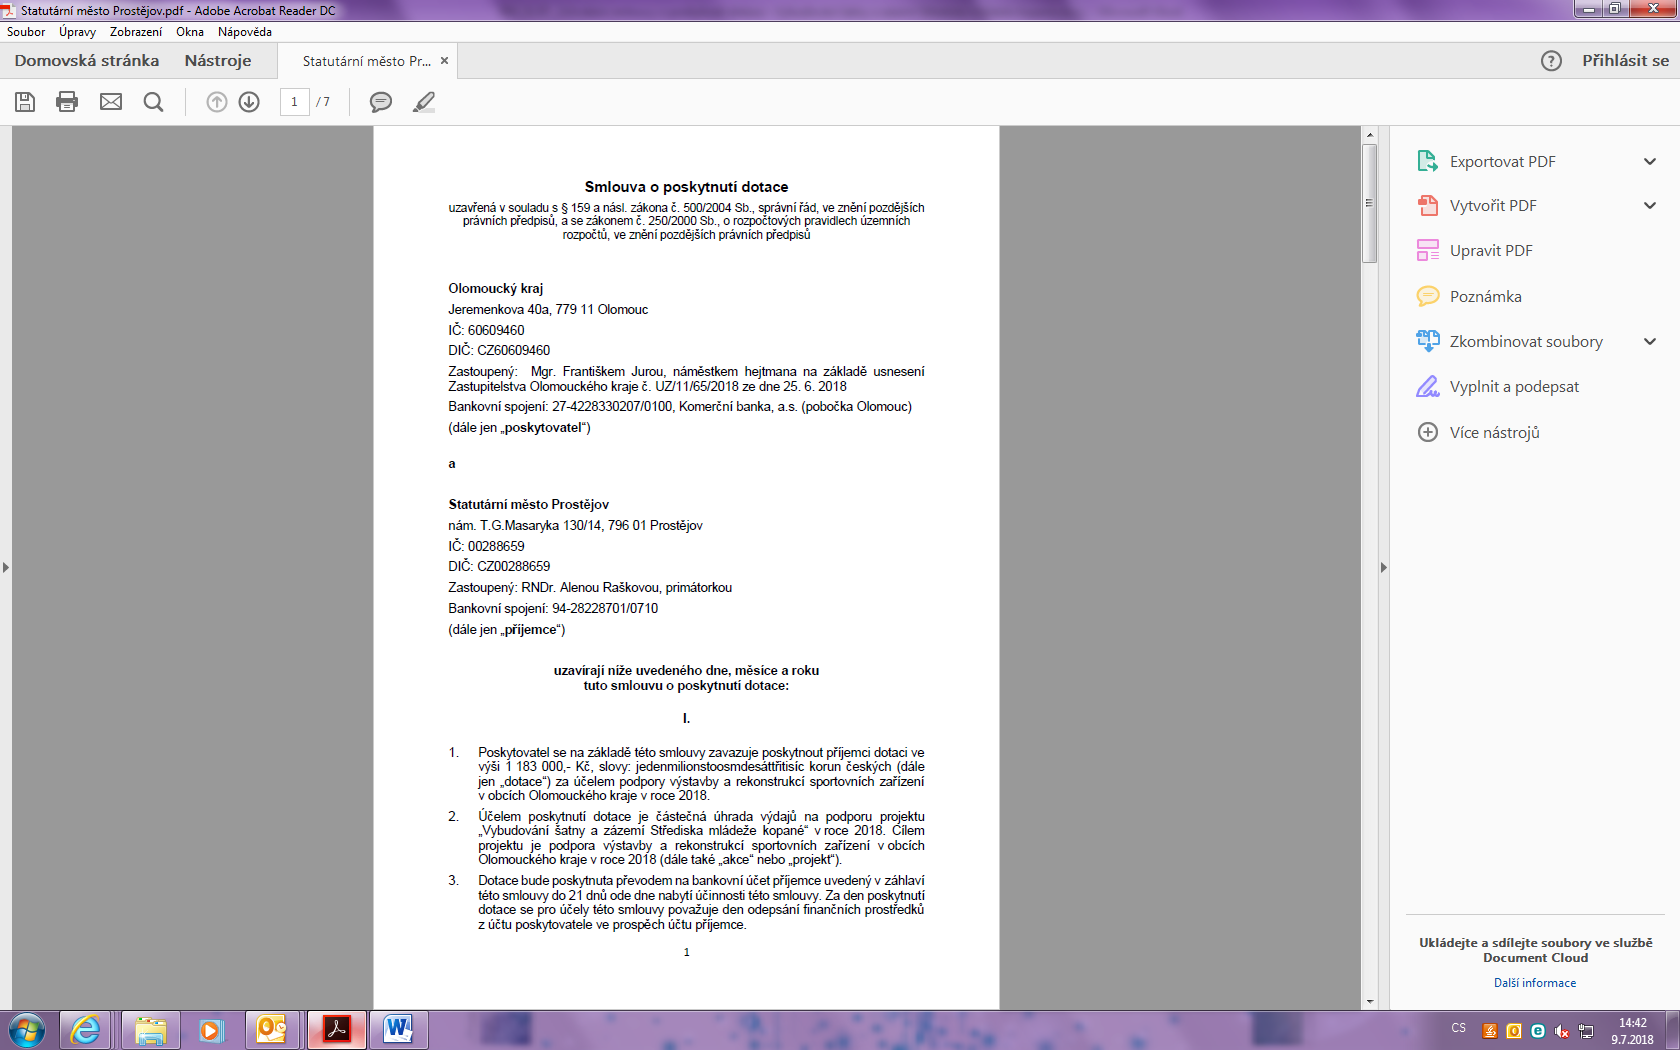 Statutární město Prostějov.pdf - Adobe Acrobat Reader DC
Soubor Úpravy Zobrazení Okna Nápověda
Domovská stránka Nástroje Statutární město Pr... × ? Přihlásit se
1 / 7
Smlouva o poskytnutí dotace
uzavřená v souladu s § 159 a násl. zákona č. 500/2004 Sb., správní řád, ve znění pozdějších
právních předpisů, a se zákonem č. 250/2000 Sb., o rozpočtových pravidlech územních
rozpočtů, ve znění pozdějších právních předpisů
Olomoucký kraj
Jeremenkova 40a, 779 11 Olomouc
IČ: 60609460
DIČ: CZ60609460
Zastoupený: Mgr. Františkem Jurou, náměstkem hejtmana na základě usnesení
Zastupitelstva Olomouckého kraje č. UZ/11/65/2018 ze dne 25. 6. 2018
Bankovní spojení: 27-4228330207/0100, Komerční banka, a.s. (pobočka Olomouc)
(dále jen „poskytovatel“)
a
Statutární město Prostějov
nám. T.G.Masaryka 130/14, 796 01 Prostějov
IČ: 00288659
DIČ: CZ00288659
Zastoupený: RNDr. Alenou Raškovou, primátorkou
Bankovní spojení: 94-28228701/0710
(dále jen „příjemce“)
uzavírají níže uvedeného dne, měsíce a roku
tuto smlouvu o poskytnutí dotace:
I.
1. Poskytovatel se na základě této smlouvy zavazuje poskytnout příjemci dotaci ve
výši 1 183 000,- Kč, slovy: jedenmilionstoosmdesáttřitisíc korun českých (dále
jen „dotace“) za účelem podpory výstavby a rekonstrukcí sportovních zařízení
v obcích Olomouckého kraje v roce 2018.
2. Účelem poskytnutí dotace je částečná úhrada výdajů na podporu projektu
„Vybudování šatny a zázemí Střediska mládeže kopané“ v roce 2018. Cílem
projektu je podpora výstavby a rekonstrukcí sportovních zařízení v obcích
Olomouckého kraje v roce 2018 (dále také „akce“ nebo „projekt“).
3. Dotace bude poskytnuta převodem na bankovní účet příjemce uvedený v záhlaví
této smlouvy do 21 dnů ode dne nabytí účinnosti této smlouvy. Za den poskytnutí
dotace se pro účely této smlouvy považuje den odepsání finančních prostředků
z účtu poskytovatele ve prospěch účtu příjemce.
1
Exportovat PDF
Vytvořit PDF
Upravit PDF
Poznámka
Zkombinovat soubory
Vyplnit a podepsat
Více nástrojů
Ukládejte a sdílejte soubory ve službě
Document Cloud
Další informace
CS
14:42
9.7.2018